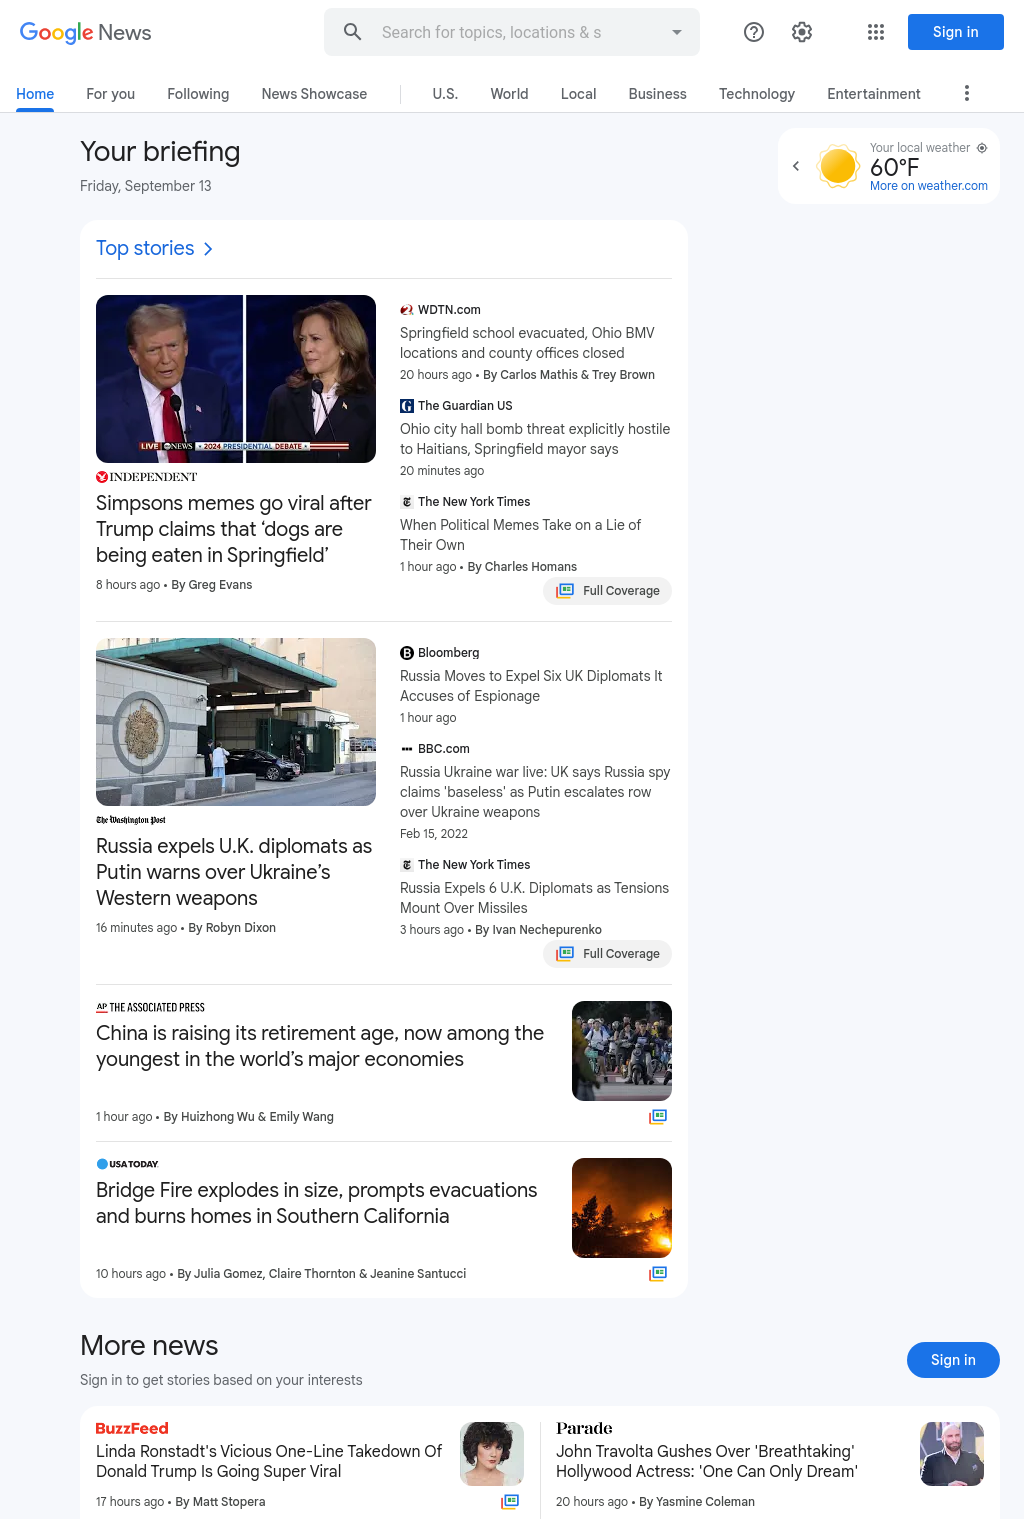 Google News
Search for topics, locations & s
Sign in
Home
For you
Following
News Showcase
U.S.
World
Local
Business
Technology
Entertainment
Your briefing
Friday, September 13
Your local weather
60°F
More on weather.com
Top stories
LIVE abc NEWS • 2024 PRESIDENTIAL DEBATE •
INDEPENDENT
Simpsons memes go viral after
Trump claims that ‘dogs are
being eaten in Springfield’
8 hours ago • By Greg Evans
WDTN.com
Springfield school evacuated, Ohio BMV
locations and county offices closed
20 hours ago • By Carlos Mathis & Trey Brown
The Guardian US
Ohio city hall bomb threat explicitly hostile
to Haitians, Springfield mayor says
20 minutes ago
The New York Times
When Political Memes Take on a Lie of
Their Own
1 hour ago • By Charles Homans
Full Coverage
The Washington Post
Russia expels U.K. diplomats as
Putin warns over Ukraine’s
Western weapons
16 minutes ago • By Robyn Dixon
Bloomberg
Russia Moves to Expel Six UK Diplomats It
Accuses of Espionage
1 hour ago
BBC.com
Russia Ukraine war live: UK says Russia spy
claims 'baseless' as Putin escalates row
over Ukraine weapons
Feb 15, 2022
The New York Times
Russia Expels 6 U.K. Diplomats as Tensions
Mount Over Missiles
3 hours ago • By Ivan Nechepurenko
Full Coverage
AP THE ASSOCIATED PRESS
China is raising its retirement age, now among the
youngest in the world’s major economies
1 hour ago • By Huizhong Wu & Emily Wang
USA TODAY
Bridge Fire explodes in size, prompts evacuations
and burns homes in Southern California
10 hours ago • By Julia Gomez, Claire Thornton & Jeanine Santucci
More news
Sign in to get stories based on your interests
Sign in
BuzzFeed
Linda Ronstadt's Vicious One-Line Takedown Of
Donald Trump Is Going Super Viral
17 hours ago • By Matt Stopera
Parade
John Travolta Gushes Over 'Breathtaking'
Hollywood Actress: 'One Can Only Dream'
20 hours ago • By Yasmine Coleman